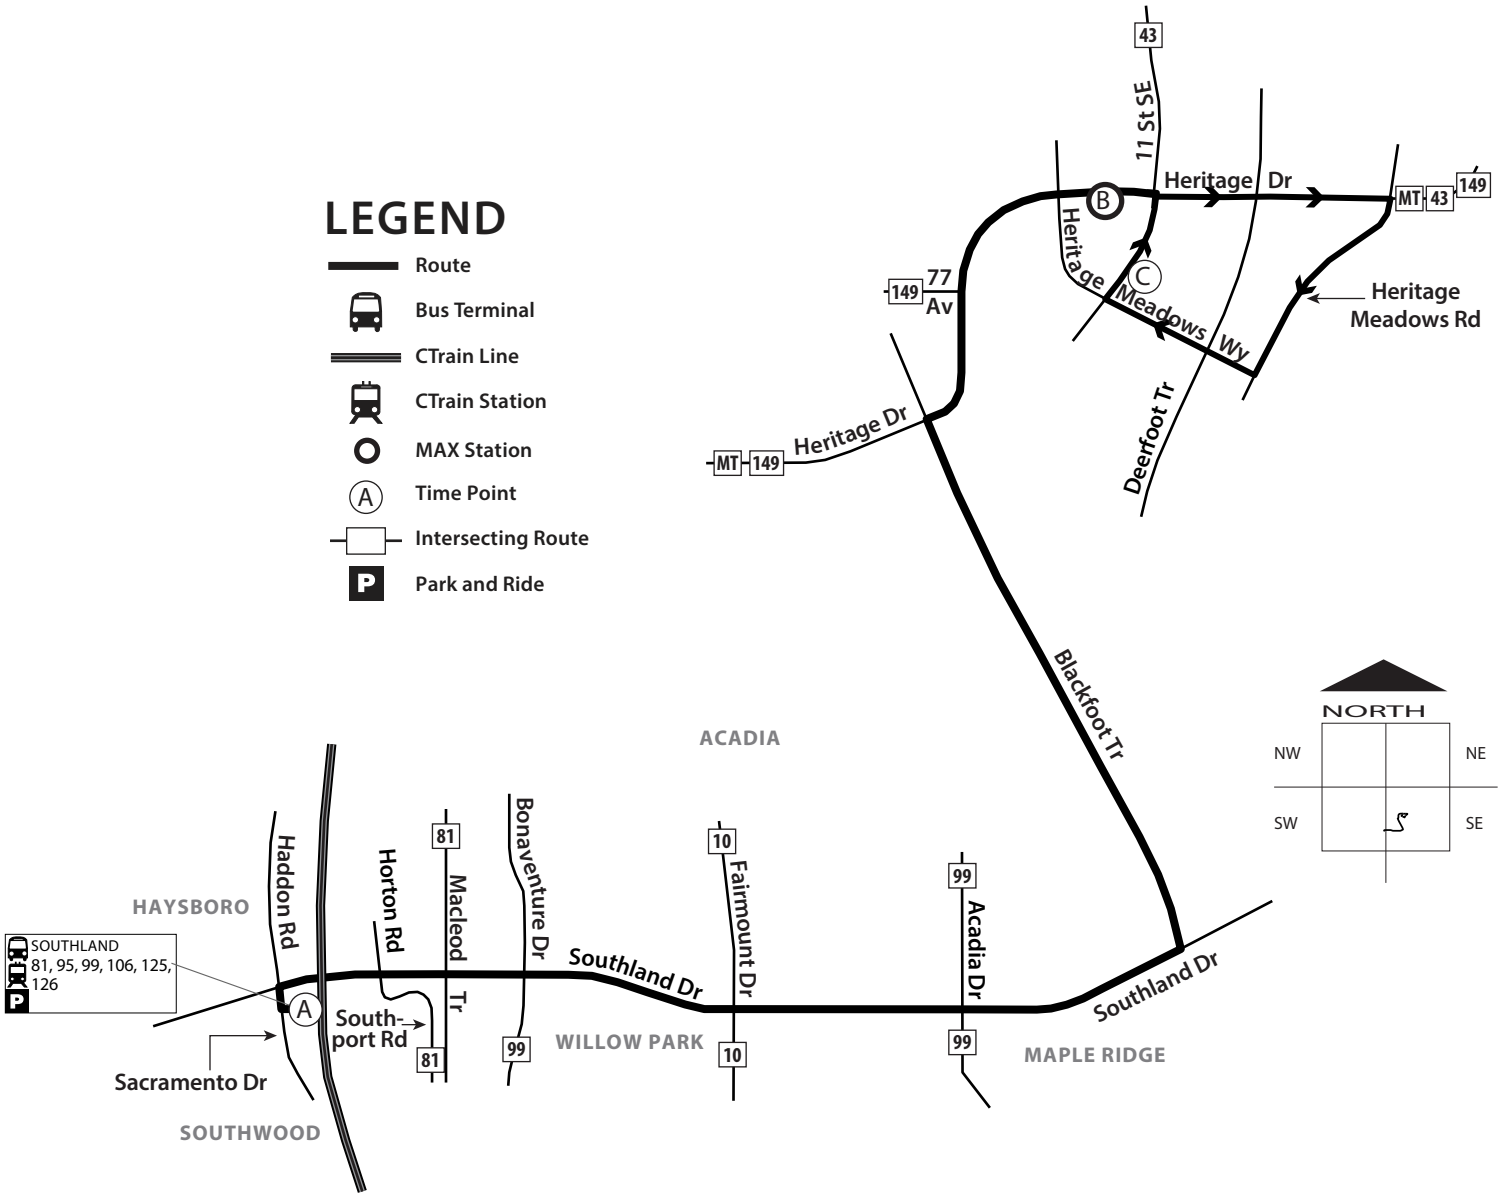 43
11 St SE
Heritage Dr
MT
43
149
B
Heritage
Meadows Wy
C
77
Av
149
Heritage
Meadows Rd
Deerfoot Tr
Heritage Dr
MT
149
LEGEND
Route
Bus Terminal
CTrain Line
CTrain Station
MAX Station
A
Time Point
Intersecting Route
P
Park and Ride
Blackfoot Tr
NORTH
NW
NE
SW
SE
ACADIA
Haddon Rd
Horton Rd
81
Macleod
Tr
Bonaventure Dr
10
Fairmount Dr
99
Acadia Dr
HAYSBORO
SOUTHLAND
81, 95, 99, 106, 125,
126
P
A
Southland Dr
Southland Dr
South-
port Rd
81
99
10
99
WILLOW PARK
MAPLE RIDGE
Sacramento Dr
SOUTHWOOD